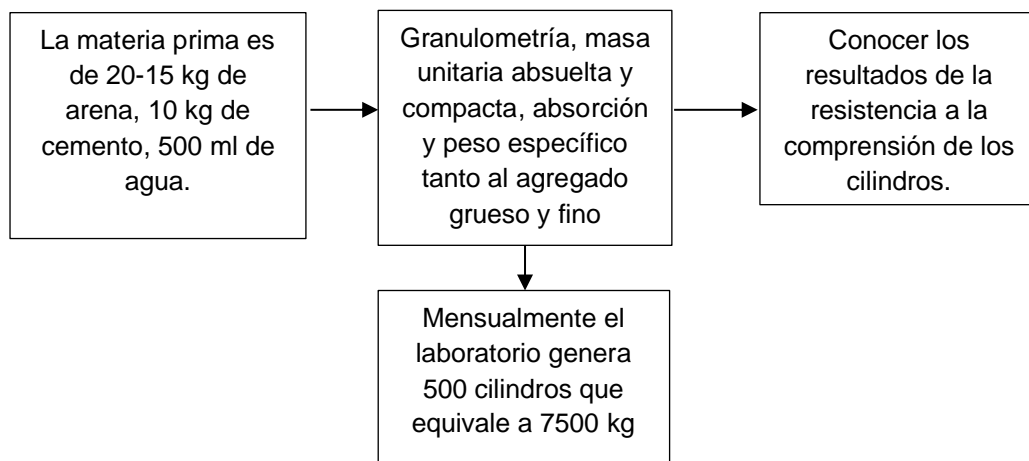 La materia prima es
de 20-15 kg de
arena, 10 kg de
cemento, 500 ml de
agua.
Granulometría, masa
unitaria absuelta y
compacta, absorción
y peso específico
tanto al agregado
grueso y fino
Conocer los
resultados de la
resistencia a la
comprensión de los
cilindros.
Mensualmente el
laboratorio genera
500 cilindros que
equivale a 7500 kg